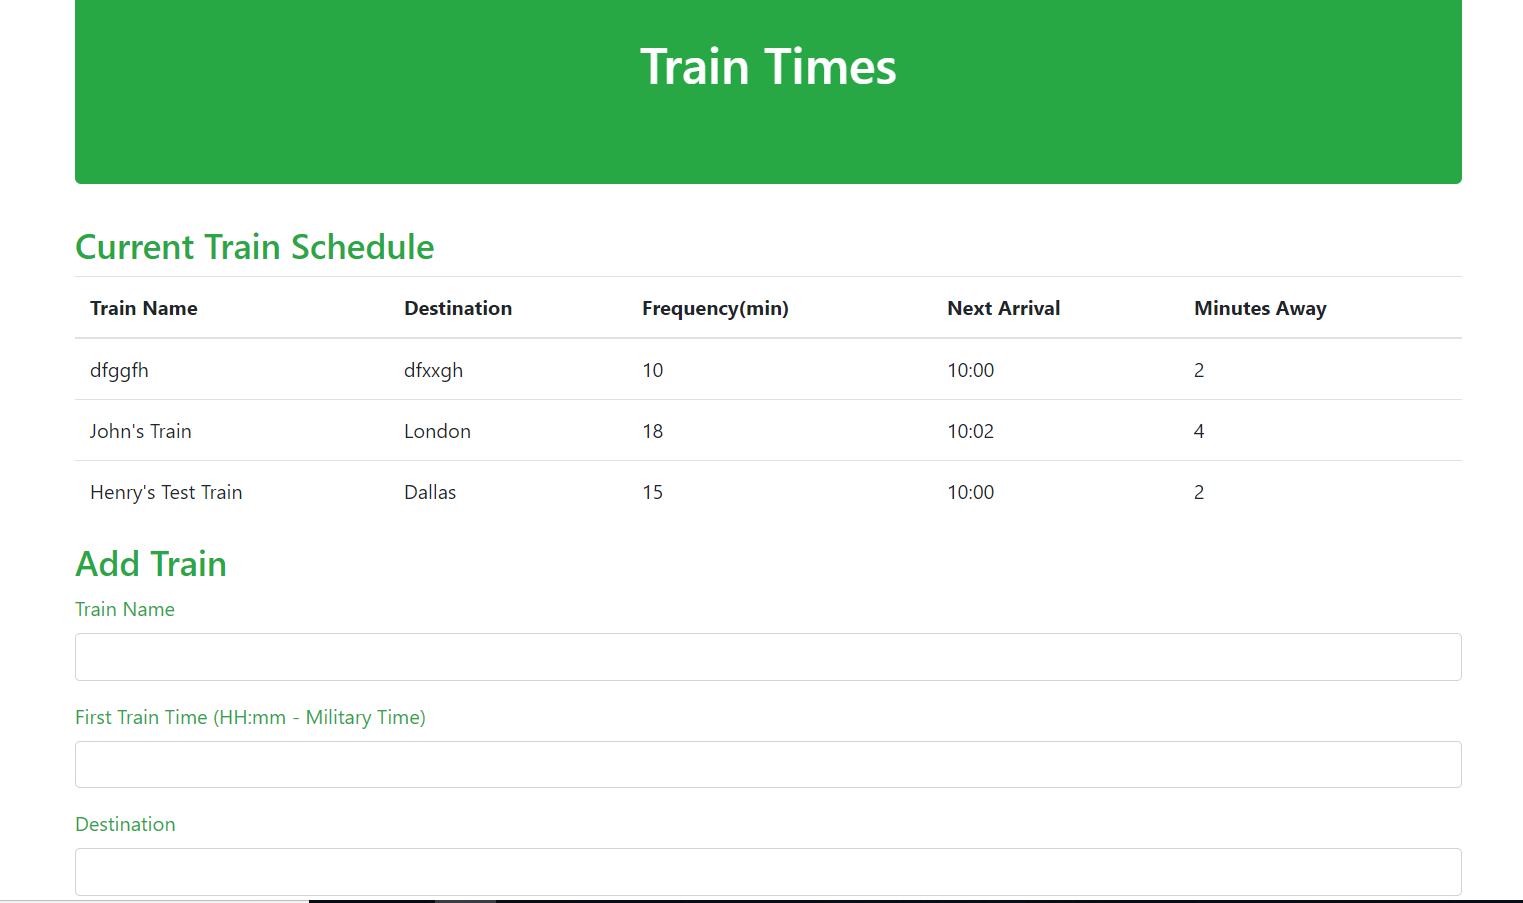 Train Times
Current Train Schedule
Train Name Destination Frequency(min) Next Arrival Minutes Away
dfggfh dfxxgh 10 10:00 2
John's Train London 18 10:02 4
Henry's Test Train Dallas 15 10:00 2
Add Train
Train Name
First Train Time (HH:mm - Military Time)
Destination